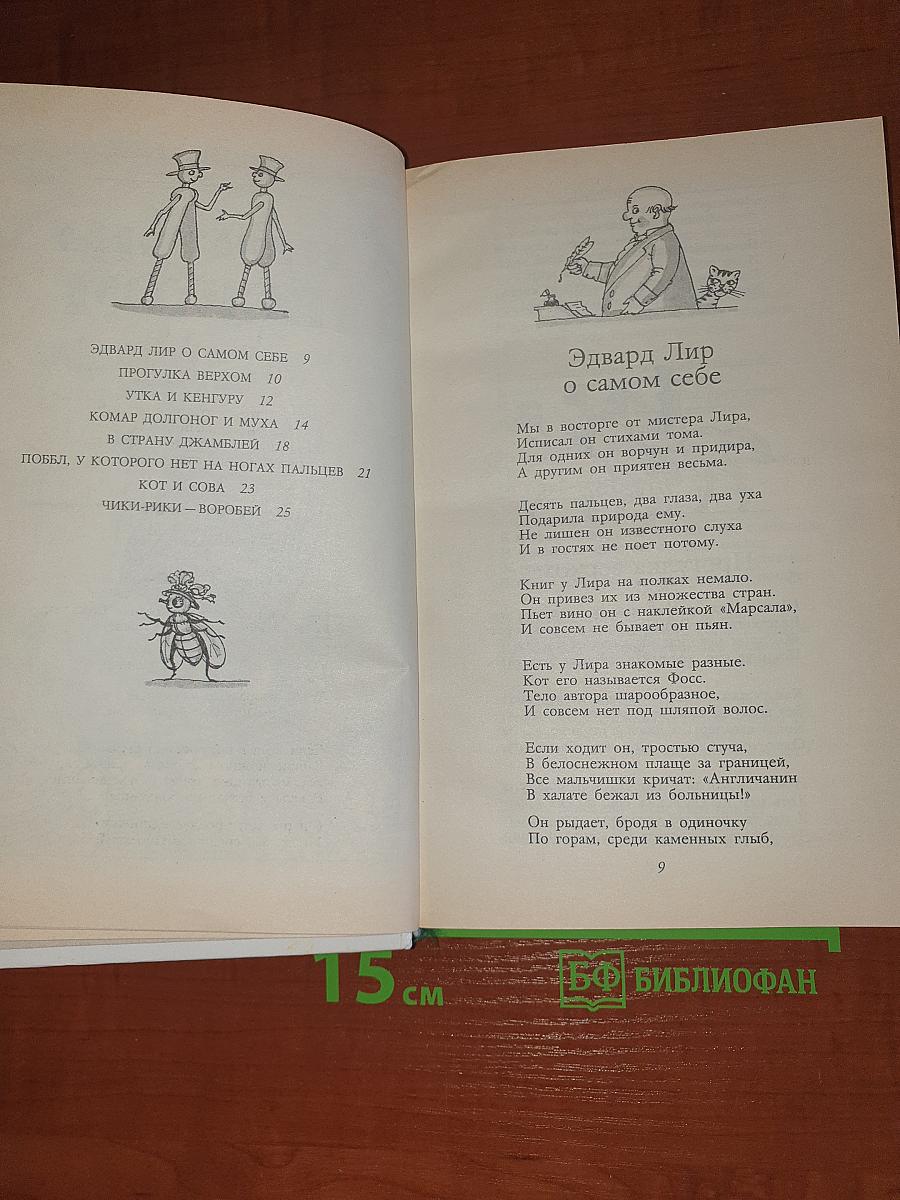 ЭДВАРД ЛИР О САМОМ СЕБЕ 9
ПРОГУЛКА ВЕРХОМ 10
УТКА И КЕНГУРУ 12
КОМАР ДОЛГОНОГ И МУХА 14
В СТРАНУ ДЖАМБЛЕЙ 18
ПОББЛ, У КОТОРОГО НЕТ НА НОГАХ ПАЛЬЦЕВ 21
КОТ И СОВА 23
ЧИКИ-РИКИ — ВОРОБЕЙ 25
Эдвард Лир
о самом себе
Мы в восторге от мистера Лира,
Исписал он стихами тома.
Для одних он ворчун и придира,
А другим он приятен весьма.
Десять пальцев, два глаза, два уха
Подарила природа ему.
Не лишен он известного слуха
И в гостях не поет потому.
Книг у Лира на полках немало.
Он привез их из множества стран.
Пьет вино он с наклейкой «Марсала»,
И совсем не бывает он пьян.
Есть у Лира знакомые разные.
Кот его называется Фосс.
Тело автора шарообразное,
И совсем нет под шляпой волос.
Если ходит он, тростью стуча,
В белоснежном плаще за границей,
Все мальчишки кричат: «Англичанин
В халате бежал из больницы!»
Он рыдает, бродя в одиночку
По горам, среди каменных глыб,
9
15 см
БФ БИБЛИОФАН